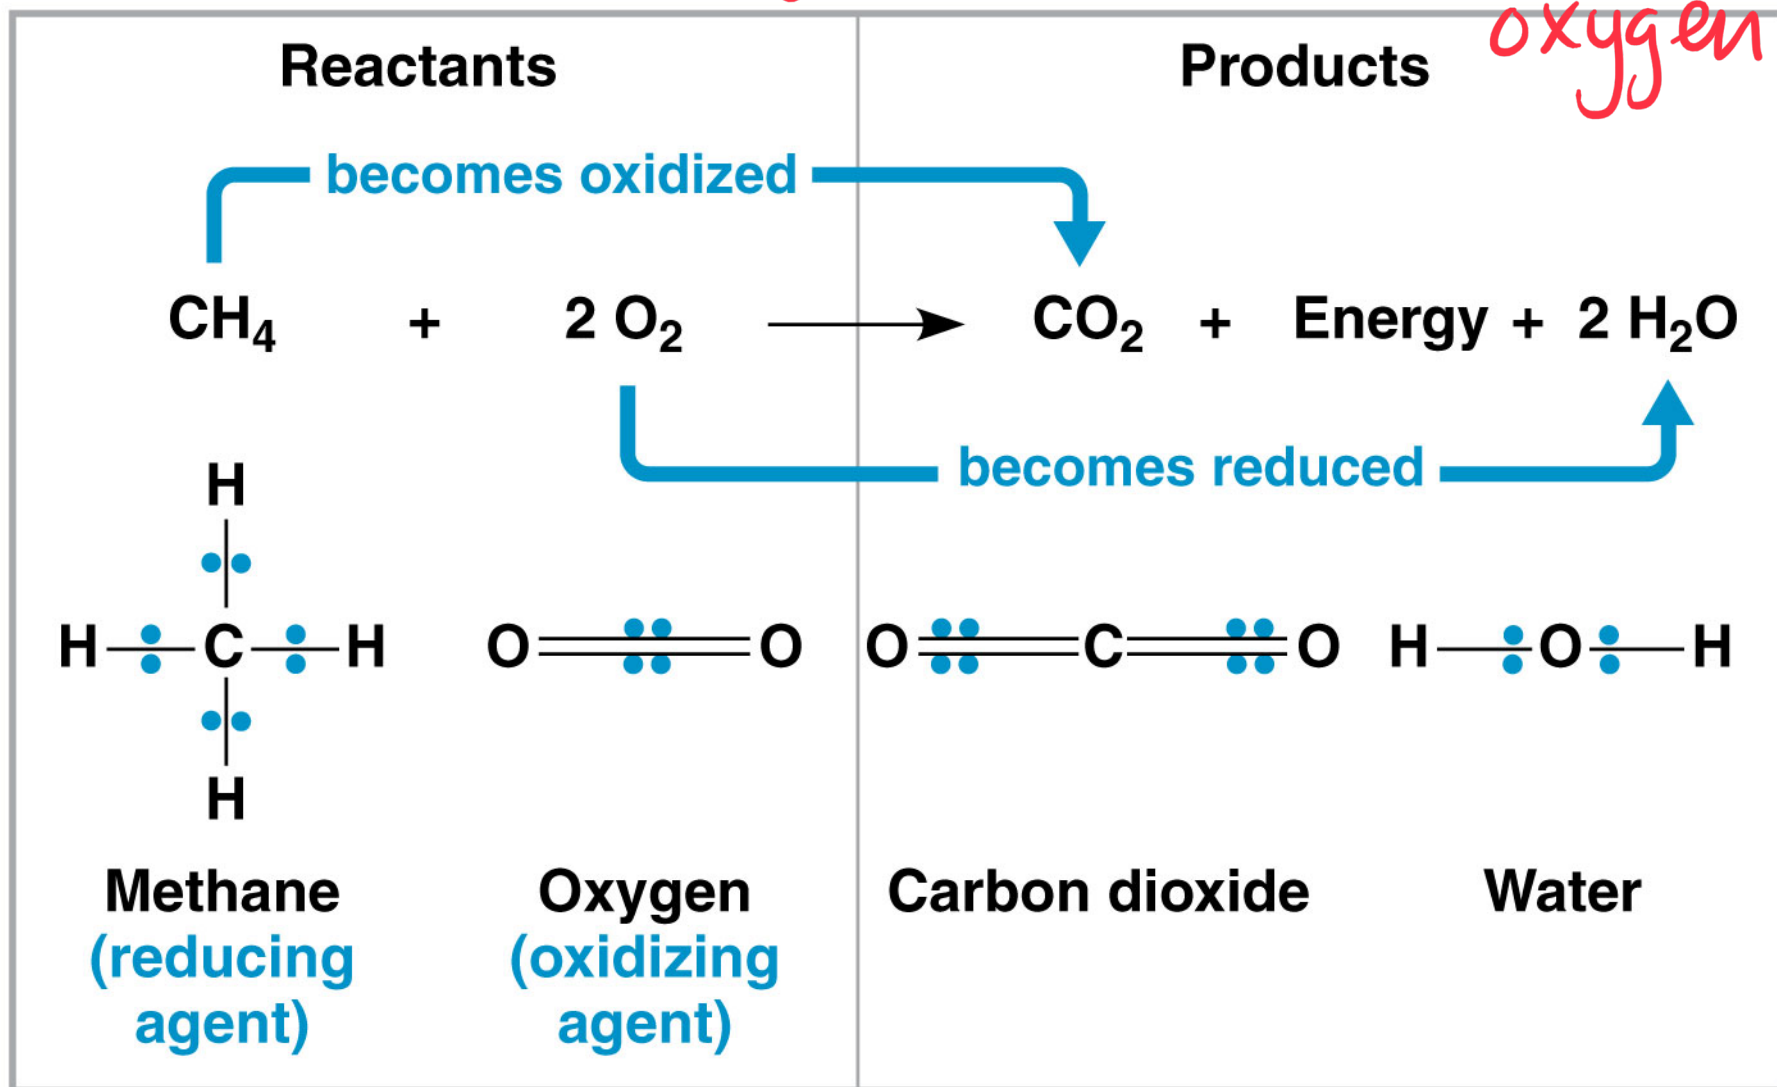 oxygen
Reactants
Products
becomes oxidized
CH₄ + 2 O₂ → CO₂ + Energy + 2 H₂O
becomes reduced
H
H C H O O O C O H O H
H
Methane Oxygen Carbon dioxide Water
(reducing (oxidizing
agent) agent)